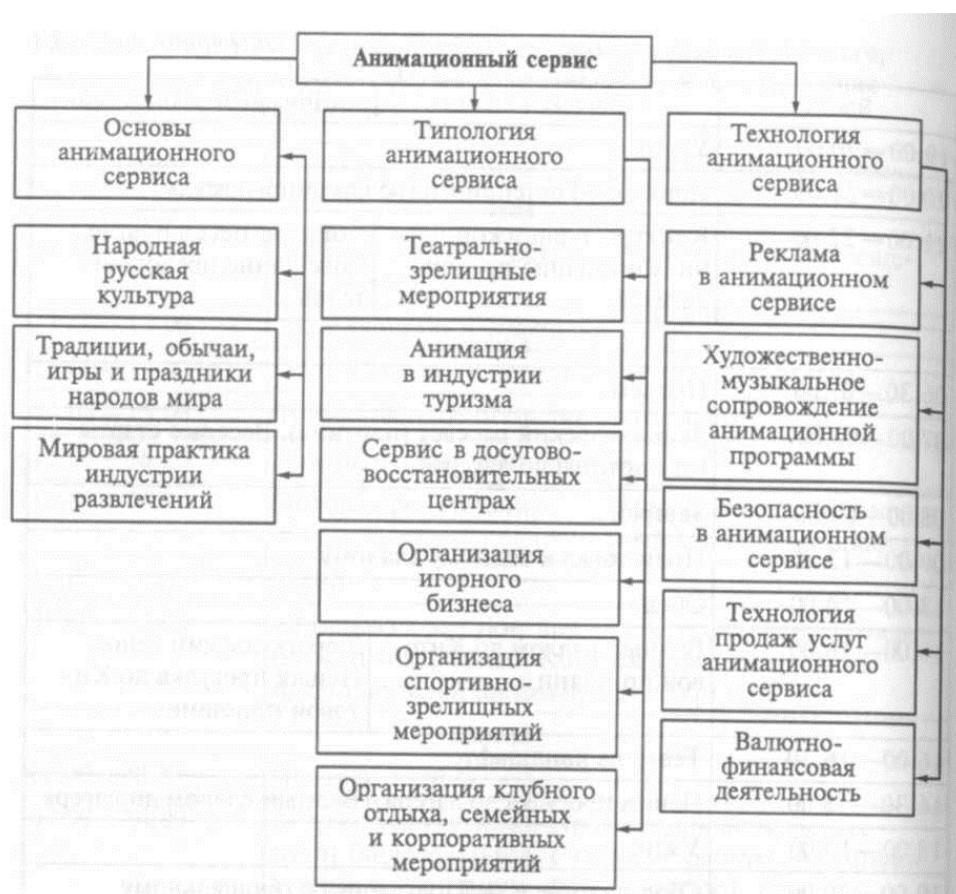 Анимационный сервис
Основы
анимационного
сервиса
Народная
русская
культура
Традиции, обычаи,
игры и праздники
народов мира
Мировая практика
индустрии
развлечений
Типология
анимационного
сервиса
Театрально-
зрелищные
мероприятия
Анимация
в индустрии
туризма
Сервис в досугово-
восстановительных
центрах
Организация
игорного
бизнеса
Организация
спортивно-
зрелищных
мероприятий
Организация клубного
отдыха, семейных
и корпоративных
мероприятий
Технология
анимационного
сервиса
Реклама
в анимационном
сервисе
Художественно-
музыкальное
сопровождение
анимационной
программы
Безопасность
в анимационном
сервисе
Технология
продаж услуг
анимационного
сервиса
Валютно-
финансовая
деятельность